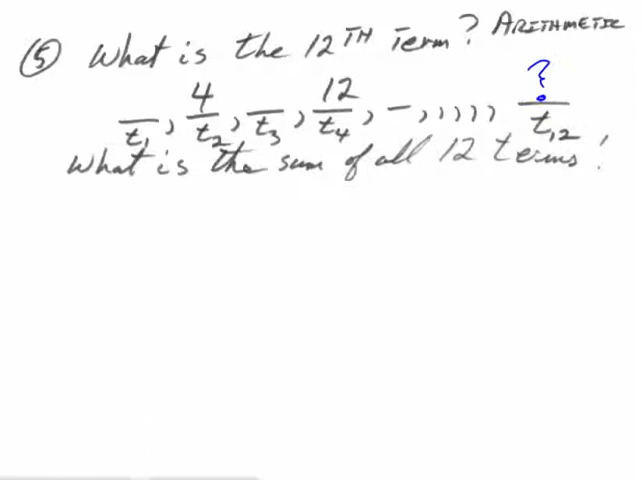 ⑤ What is the 12TH Term? ARITHMETIC
4 12 ?
t1, t2, t3, t4, –, , , , , t12
What is the sum of all 12 terms!